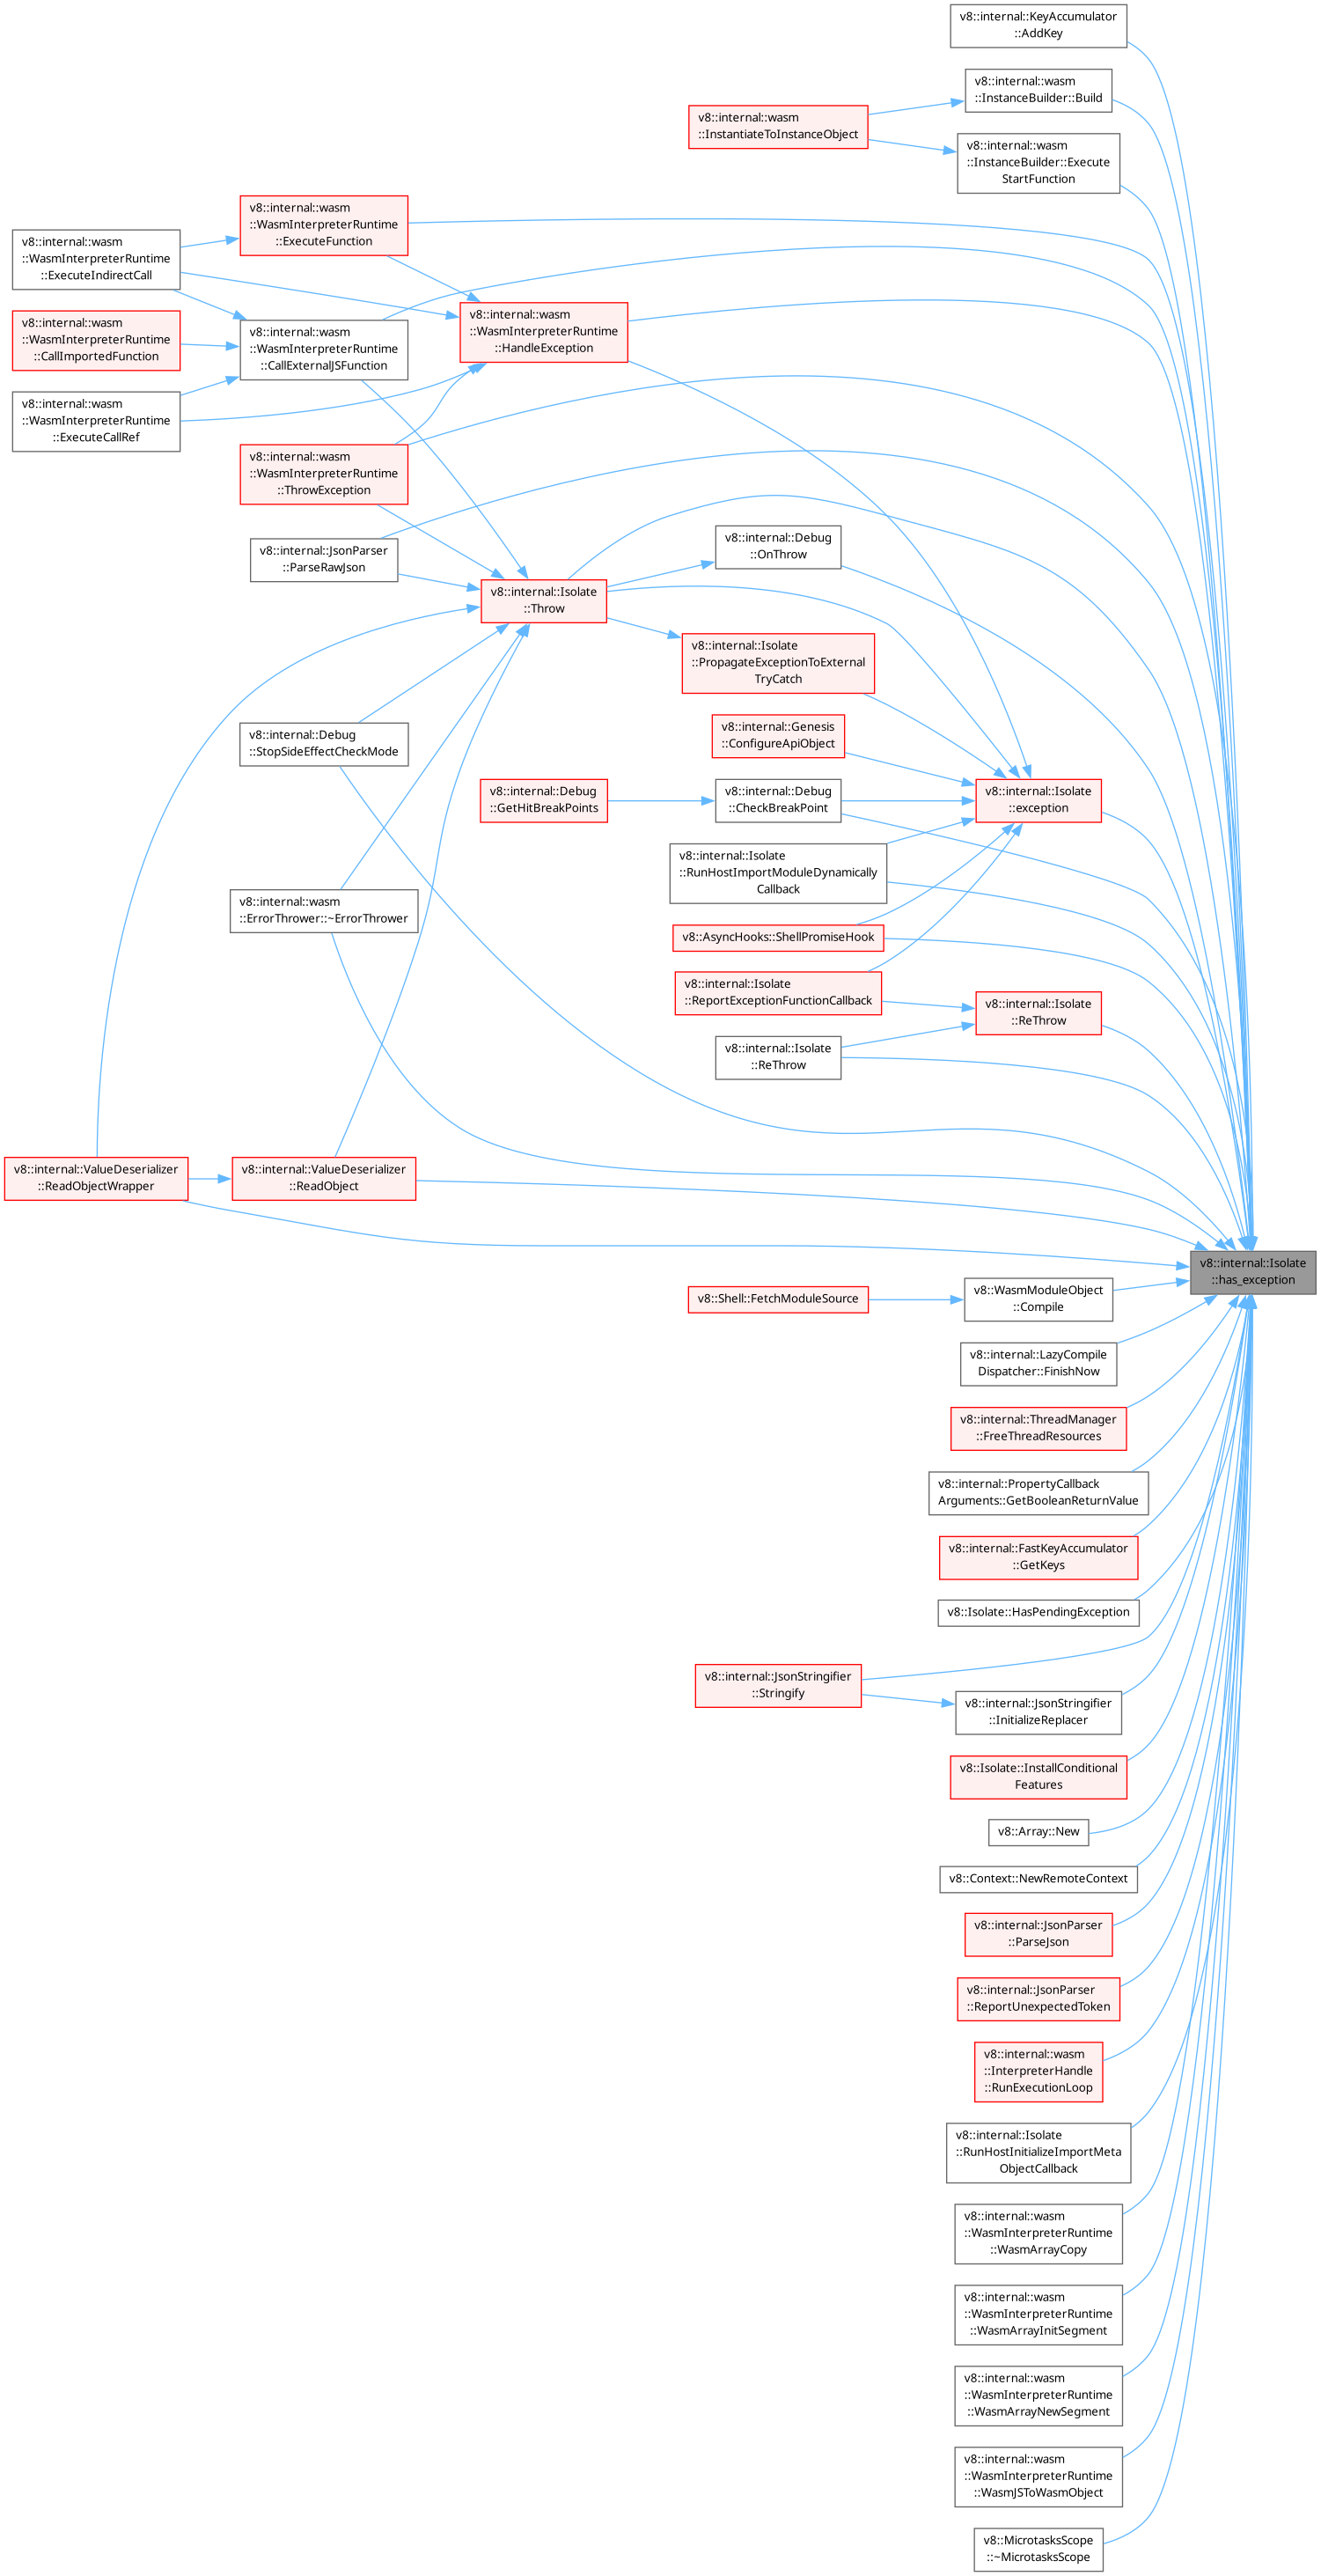 v8::internal::KeyAccumulator
::AddKey
v8::internal::wasm
::InstanceBuilder::Build
v8::internal::wasm
::InstantiateToInstanceObject
v8::internal::wasm
::InstanceBuilder::Execute
StartFunction
v8::internal::wasm
::WasmInterpreterRuntime
::ExecuteFunction
v8::internal::wasm
::WasmInterpreterRuntime
::ExecuteIndirectCall
v8::internal::wasm
::WasmInterpreterRuntime
::HandleException
v8::internal::wasm
::WasmInterpreterRuntime
::CallImportedFunction
v8::internal::wasm
::WasmInterpreterRuntime
::CallExternalJSFunction
v8::internal::wasm
::WasmInterpreterRuntime
::ExecuteCallRef
v8::internal::wasm
::WasmInterpreterRuntime
::ThrowException
v8::internal::JsonParser
::ParseRawJson
v8::internal::Debug
::OnThrow
v8::internal::Isolate
::Throw
v8::internal::Isolate
::PropagateExceptionToExternal
TryCatch
v8::internal::Genesis
::ConfigureApiObject
v8::internal::Debug
::StopSideEffectCheckMode
v8::internal::Debug
::GetHitBreakPoints
v8::internal::Debug
::CheckBreakPoint
v8::internal::Isolate
::exception
v8::internal::Isolate
::RunHostImportModuleDynamically
Callback
v8::internal::wasm
::ErrorThrower::~ErrorThrower
v8::AsyncHooks::ShellPromiseHook
v8::internal::Isolate
::ReportExceptionFunctionCallback
v8::internal::Isolate
::ReThrow
v8::internal::Isolate
::ReThrow
v8::internal::ValueDeserializer
::ReadObjectWrapper
v8::internal::ValueDeserializer
::ReadObject
v8::internal::Isolate
::has_exception
v8::Shell::FetchModuleSource
v8::WasmModuleObject
::Compile
v8::internal::LazyCompile
Dispatcher::FinishNow
v8::internal::ThreadManager
::FreeThreadResources
v8::internal::PropertyCallback
Arguments::GetBooleanReturnValue
v8::internal::FastKeyAccumulator
::GetKeys
v8::Isolate::HasPendingException
v8::internal::JsonStringifier
::Stringify
v8::internal::JsonStringifier
::InitializeReplacer
v8::Isolate::InstallConditional
Features
v8::Array::New
v8::Context::NewRemoteContext
v8::internal::JsonParser
::ParseJson
v8::internal::JsonParser
::ReportUnexpectedToken
v8::internal::wasm
::InterpreterHandle
::RunExecutionLoop
v8::internal::Isolate
::RunHostInitializeImportMeta
ObjectCallback
v8::internal::wasm
::WasmInterpreterRuntime
::WasmArrayCopy
v8::internal::wasm
::WasmInterpreterRuntime
::WasmArrayInitSegment
v8::internal::wasm
::WasmInterpreterRuntime
::WasmArrayNewSegment
v8::internal::wasm
::WasmInterpreterRuntime
::WasmJSToWasmObject
v8::MicrotasksScope
::~MicrotasksScope